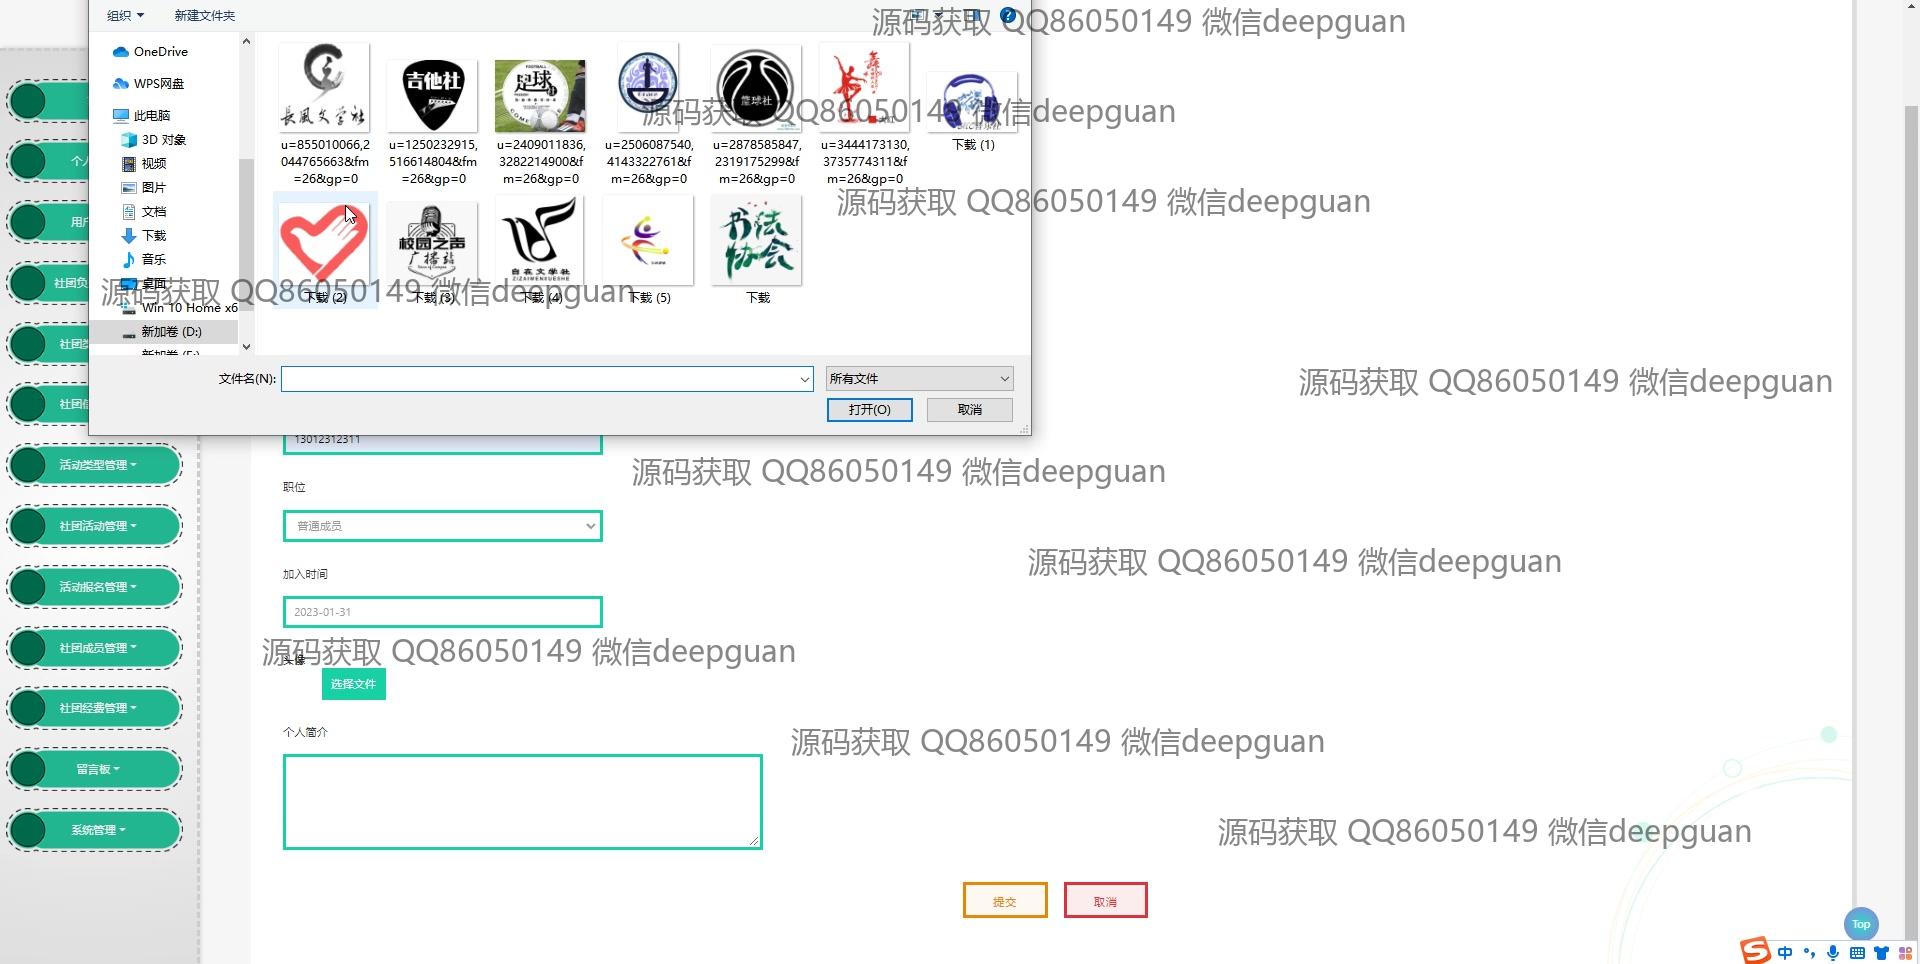 组织
新建文件夹
源码获取 QQ86050149 微信deepguan
OneDrive
WPS网盘
此电脑
3D 对象
视频
图片
文档
下载
音乐
桌面
Win 10 Home x6
新加卷 (D:)
長風文学社
吉他社
FOOTBALL
足球
篮球社
u=855010066,2
044765663&fm
=26&gp=0
u=1250232915,
516614804&fm
=26&gp=0
u=2409011836,
3282214900&f
m=26&gp=0
u=2506087540,
4143322761&f
m=26&gp=0
u=2878585847,
2319175299&f
m=26&gp=0
u=3444173130,
3735774311&f
m=26&gp=0
下载 (1)
源码获取 QQ86050149 微信deepguan
源码获取 QQ86050149 微信deepguan
校园之声
广播站
自在文学社
ZIZAIWENXUESHE
书法
协会
下载 (2)
下载 (3)
下载 (4)
下载 (5)
下载
源码获取 QQ86050149 微信deepguan
文件名(N):
所有文件
打开(O)
取消
源码获取 QQ86050149 微信deepguan
个人
用户
社团负
社团类
社团信
活动类型管理
社团活动管理
活动报名管理
社团成员管理
社团经费管理
留言板
系统管理
13012312311
源码获取 QQ86050149 微信deepguan
职位
普通成员
源码获取 QQ86050149 微信deepguan
加入时间
2023-01-31
源码获取 QQ86050149 微信deepguan
头像
选择文件
个人简介
源码获取 QQ86050149 微信deepguan
源码获取 QQ86050149 微信deepguan
提交
取消
Top
中